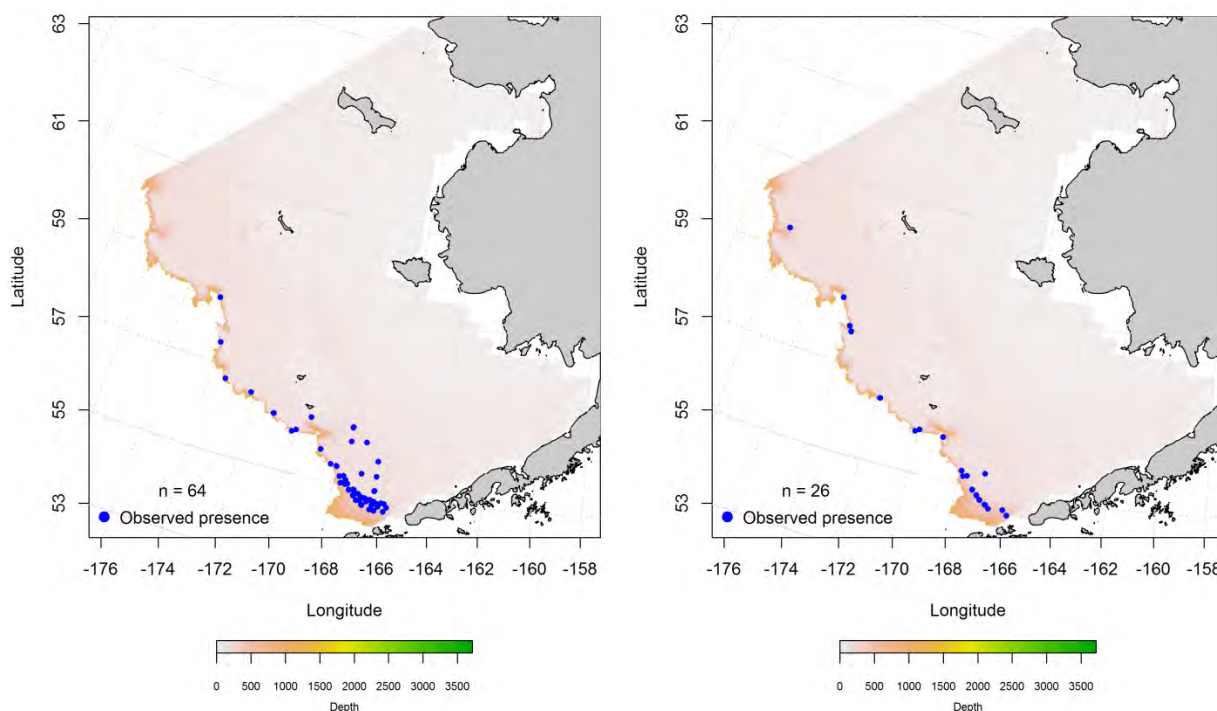 63
61
59
57
55
53
Latitude
n = 64
Observed presence
-176 -174 -172 -170 -168 -166 -164 -162 -160 -158
Longitude
0 500 1000 1500 2000 2500 3000 3500
Depth
63
61
59
57
55
53
Latitude
n = 26
Observed presence
-176 -174 -172 -170 -168 -166 -164 -162 -160 -158
Longitude
0 500 1000 1500 2000 2500 3000 3500
Depth